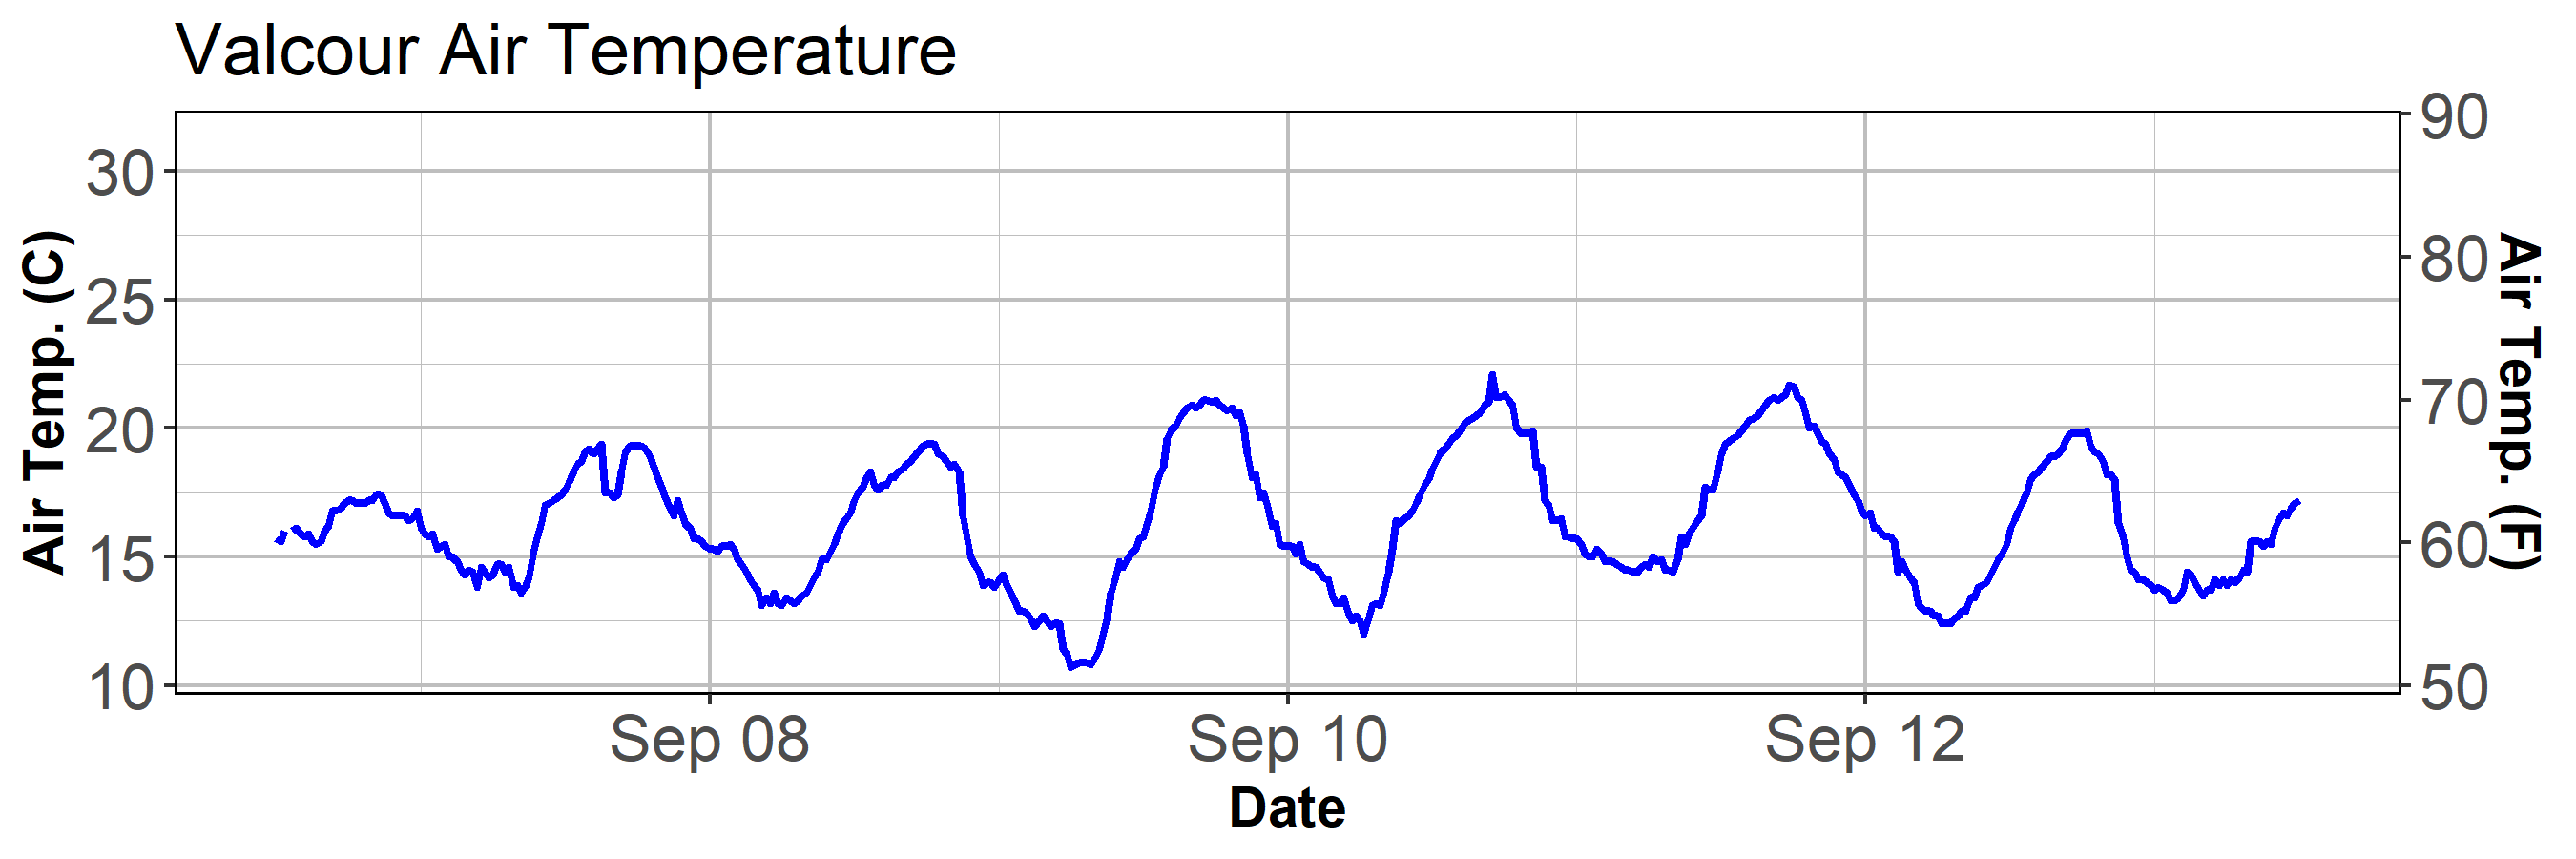 Valcour Air Temperature
Air Temp. (C)
30
25
20
15
10
90
80
70
60
50
Air Temp. (F)
Sep 08
Sep 10
Sep 12
Date